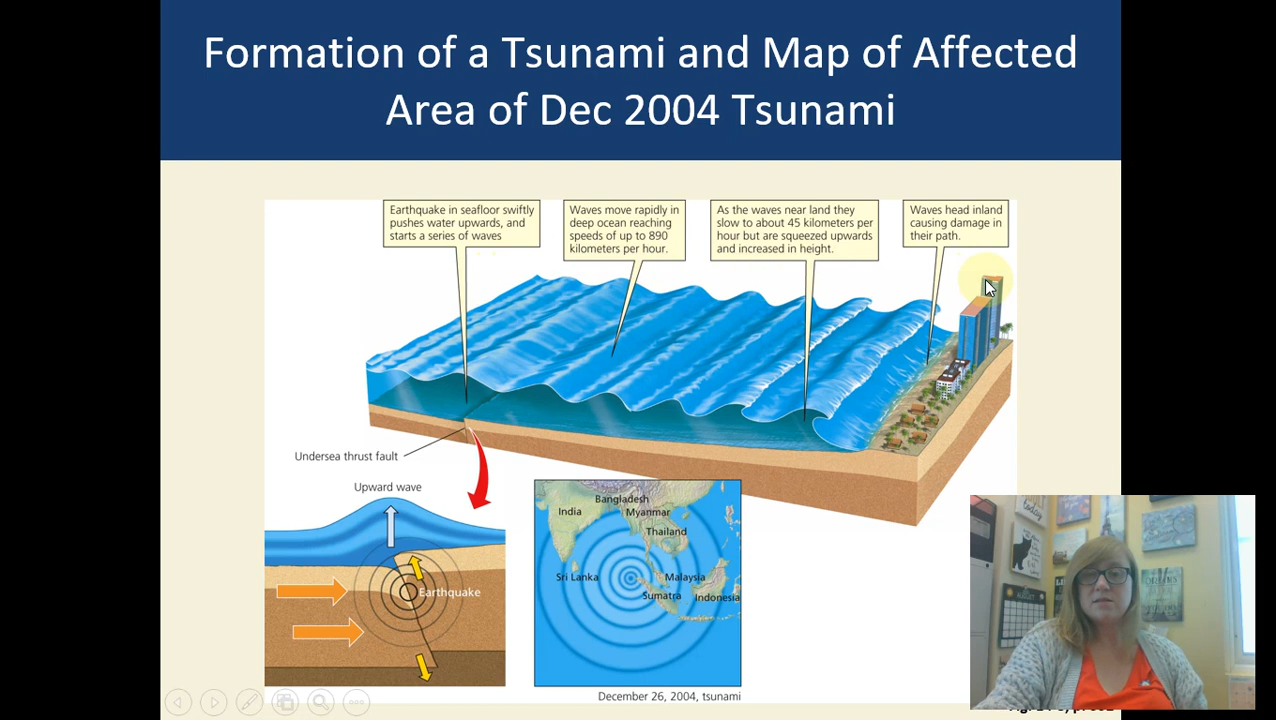 Formation of a Tsunami and Map of Affected
Area of Dec 2004 Tsunami
Earthquake in seafloor swiftly
pushes water upwards, and
starts a series of waves
Waves move rapidly in
deep ocean reaching
speeds of up to 890
kilometers per hour.
As the waves near land they
slow to about 45 kilometers per
hour but are squeezed upwards
and increased in height.
Waves head inland
causing damage in
their path.
Undersea thrust fault
Upward wave
Earthquake
Bangladesh
India
Myanmar
Thailand
Sri Lanka
Malaysia
Sumatra
Indonesia
December 26, 2004, tsunami
today
AUGUST